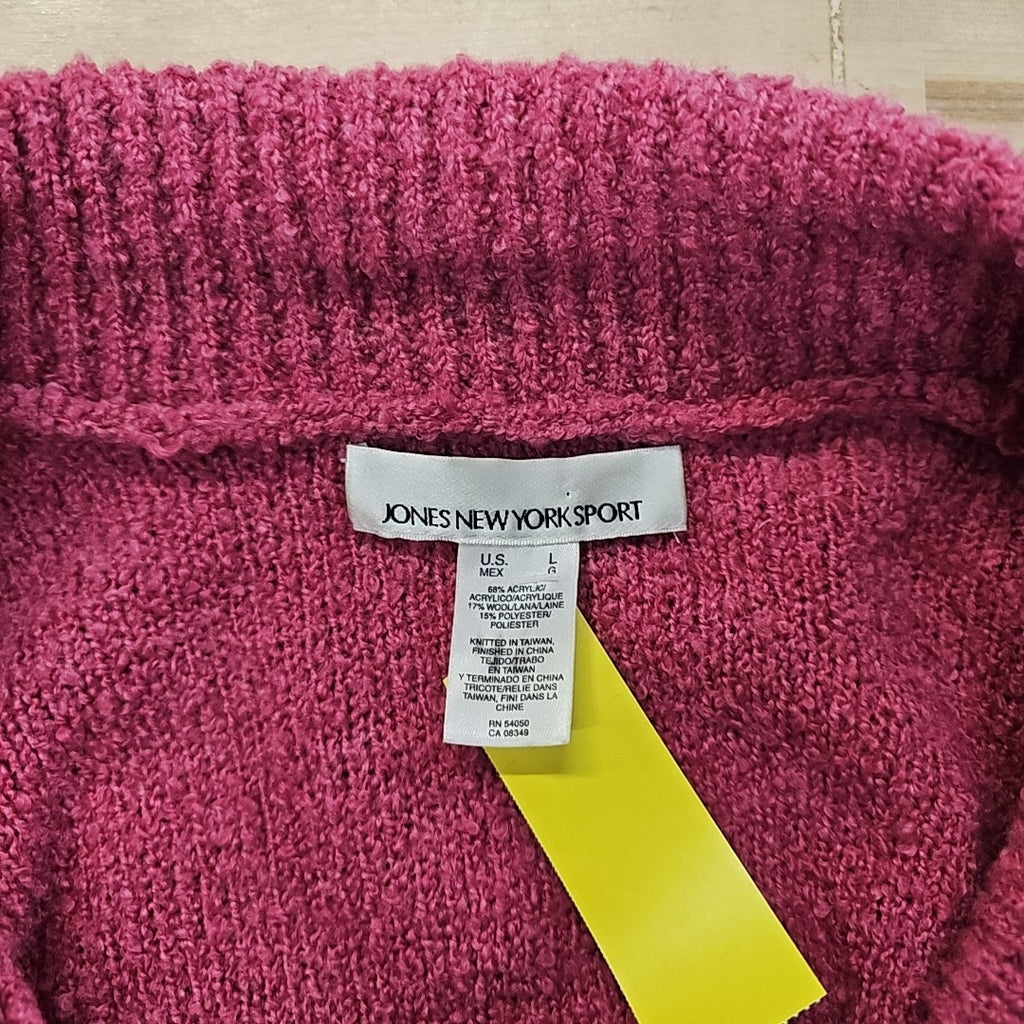 JONES NEW YORK SPORT
U.S. L
MEX G
68% ACRYLIC/
ACRYLICO/ACRYLIQUE
17% WOOL/LANA/LAINE
15% POLYESTER/
POLIESTER
KNITTED IN TAIWAN,
FINISHED IN CHINA
TEJIDO/TRABO
EN TAIWAN
Y TERMINADO EN CHINA
TRICOTE/RELIE DANS
TAIWAN, FINI DANS LA
CHINE
RN 54050
CA 08349